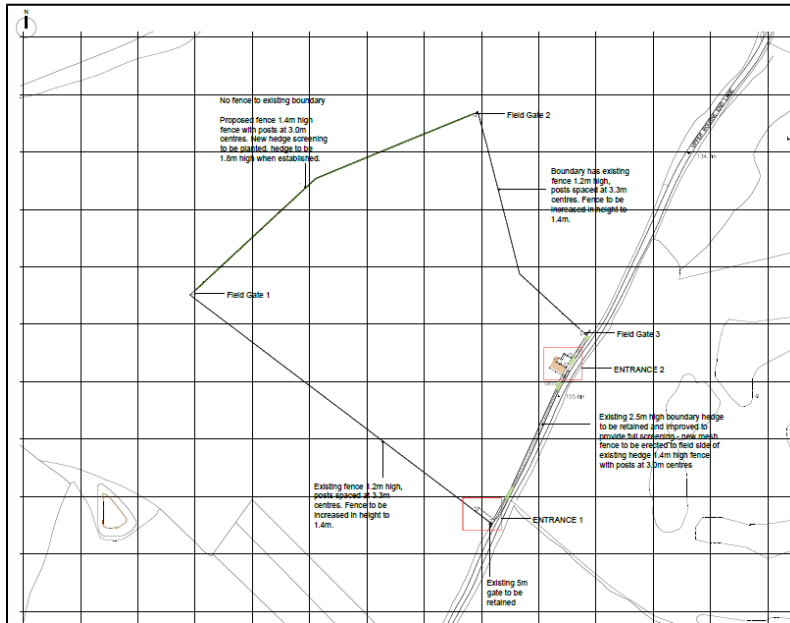 N
No fence to existing boundary
Proposed fence 1.4m high
fence with posts at 3.0m
centres. New hedge screening
to be planted, hedge to be
1.8m high when established.
Field Gate 2
UPPER BOURNE END LANE
Boundary has existing
fence 1.2m high,
posts spaced at 3.3m
centres. Fence to be
increased in height to
1.4m.
Field Gate 1
Field Gate 3
ENTRANCE 2
Existing 2.5m high boundary hedge
to be retained and improved to
provide full screening - new mesh
fence to be erected to field side of
existing hedge 1.4m high fence
with posts at 3.0m centres
Existing fence 1.2m high,
posts spaced at 3.3m
centres. Fence to be
increased in height to
1.4m.
ENTRANCE 1
Existing 5m
gate to be
retained